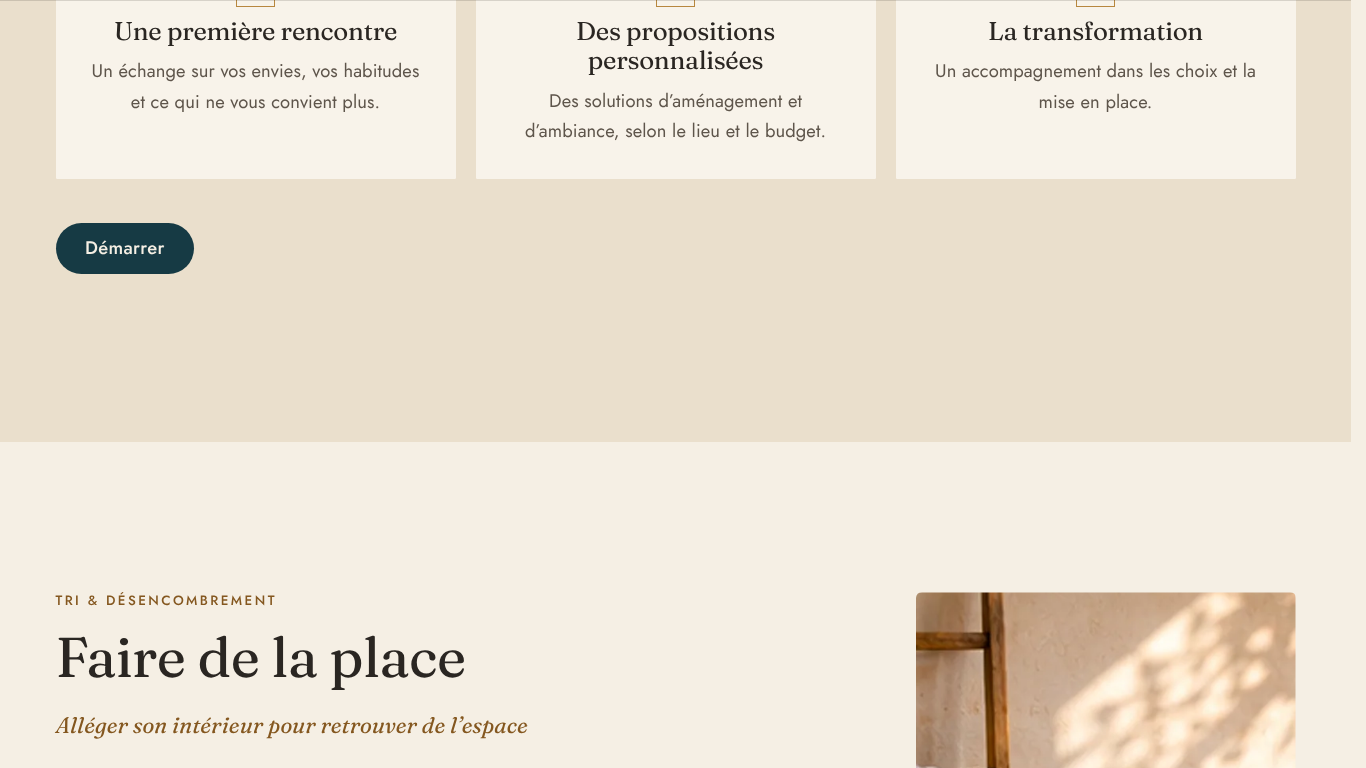 Une première rencontre
Un échange sur vos envies, vos habitudes
et ce qui ne vous convient plus.
Des propositions
personnalisées
Des solutions d’aménagement et
d’ambiance, selon le lieu et le budget.
La transformation
Un accompagnement dans les choix et la
mise en place.
Démarrer
TRI & DÉSENCOMBREMENT
Faire de la place
Alléger son intérieur pour retrouver de l’espace